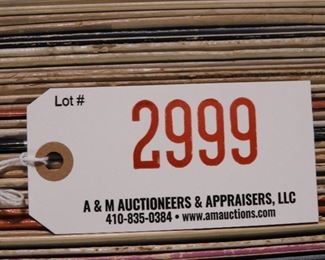 Lot #
2999
A & M AUCTIONEERS & APPRAISERS, LLC
410-835-0384 • www.amauctions.com